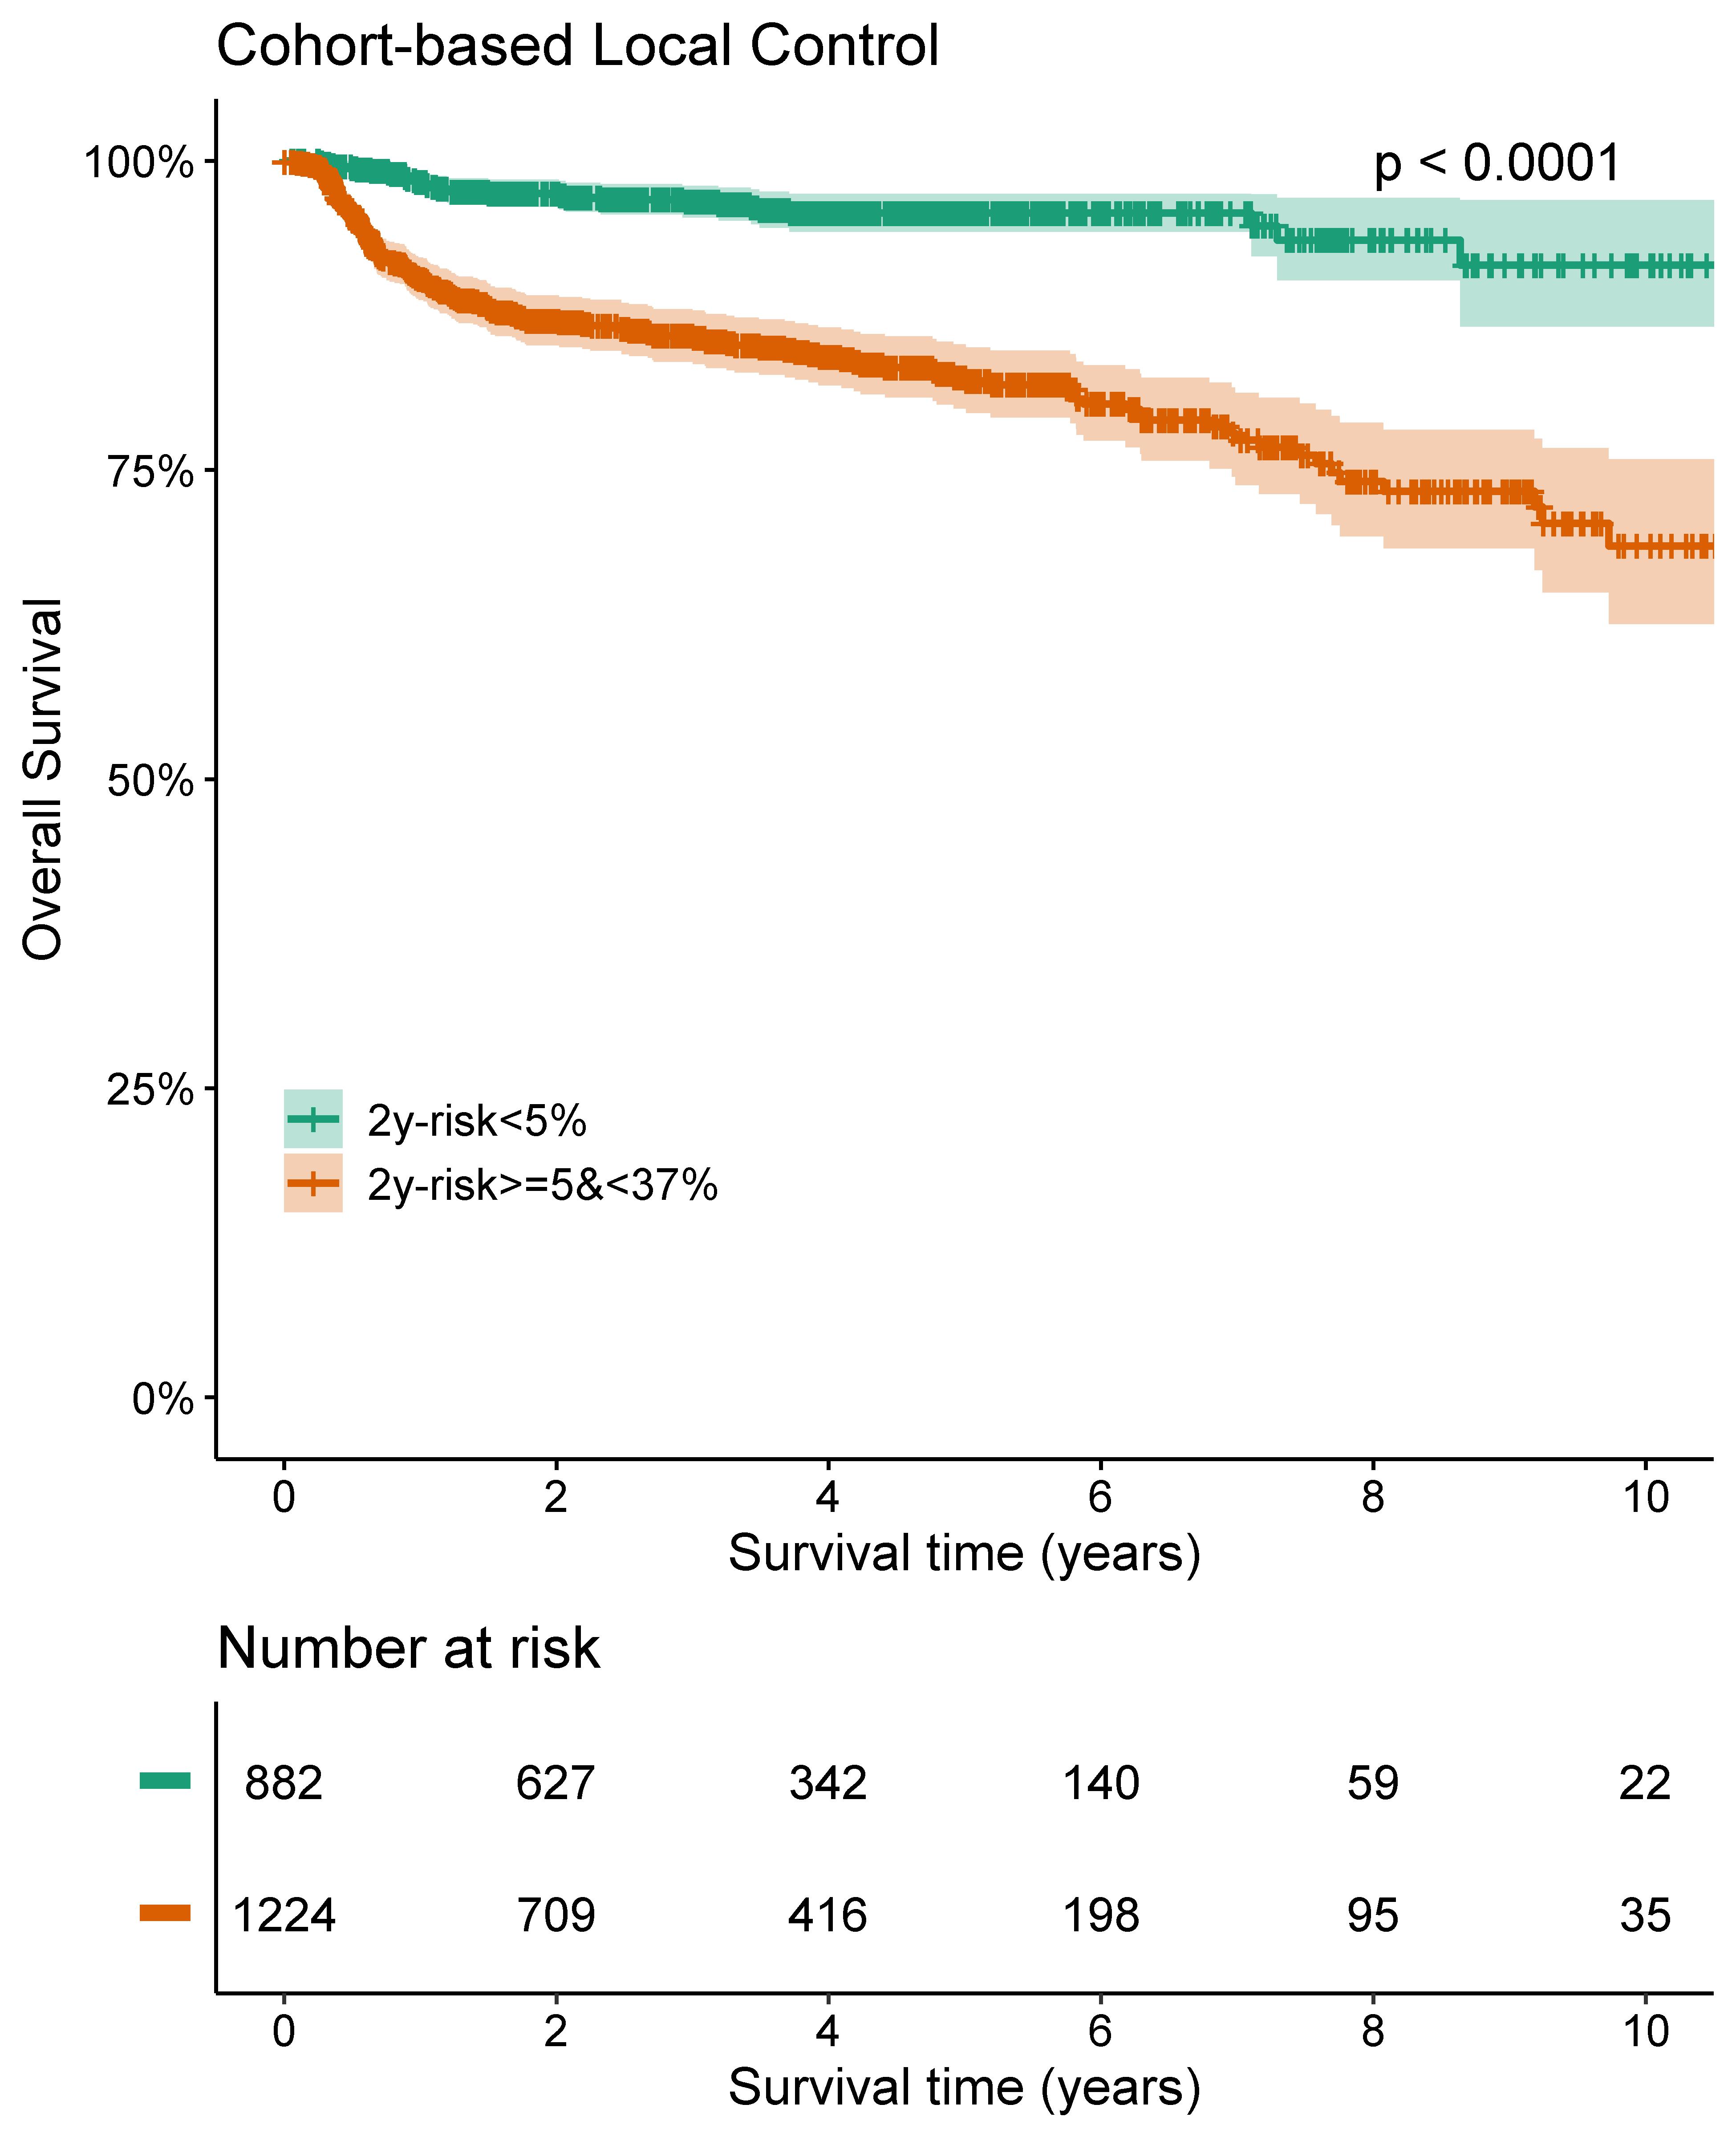 Cohort-based Local Control
p < 0.0001
100%
75%
50%
25%
0%
Overall Survival
2y-risk<5%
2y-risk>=5&<37%
0 2 4 6 8 10
Survival time (years)
Number at risk
882 627 342 140 59 22
1224 709 416 198 95 35
0 2 4 6 8 10
Survival time (years)